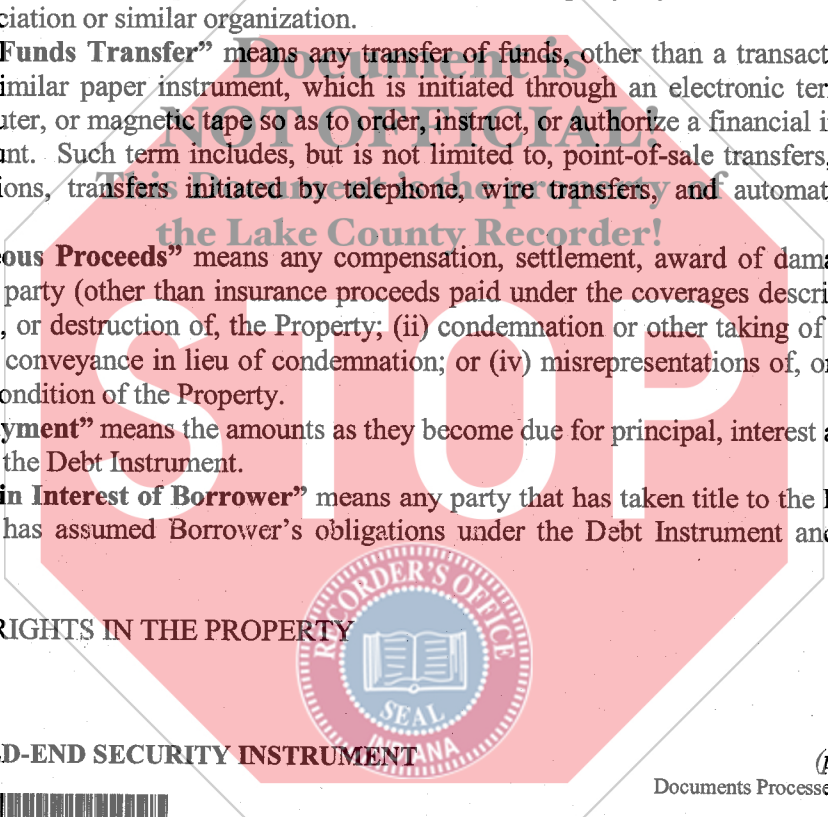 ciation or similar organization.
Document is
Funds Transfer” means any transfer of funds, other than a transact
imilar paper instrument, which is initiated through an electronic ter
NOT OFFICIAL!
uter, or magnetic tape so as to order, instruct, or authorize a financial i
unt. Such term includes, but is not limited to, point-of-sale transfers,
This Document is the property of
ions, transfers initiated by telephone, wire transfers, and automat
the Lake County Recorder!
ous Proceeds” means any compensation, settlement, award of dama
party (other than insurance proceeds paid under the coverages descri
, or destruction of, the Property; (ii) condemnation or other taking of
conveyance in lieu of condemnation; or (iv) misrepresentations of, or
ondition of the Property.
STOP
yment” means the amounts as they become due for principal, interest a
the Debt Instrument.
in Interest of Borrower” means any party that has taken title to the
has assumed Borrower’s obligations under the Debt Instrument and
RECORDER'S OFFICE
RIGHTS IN THE PROPERTY
SEAL
INDIANA
D-END SECURITY INSTRUMENT
(p
Documents Processe